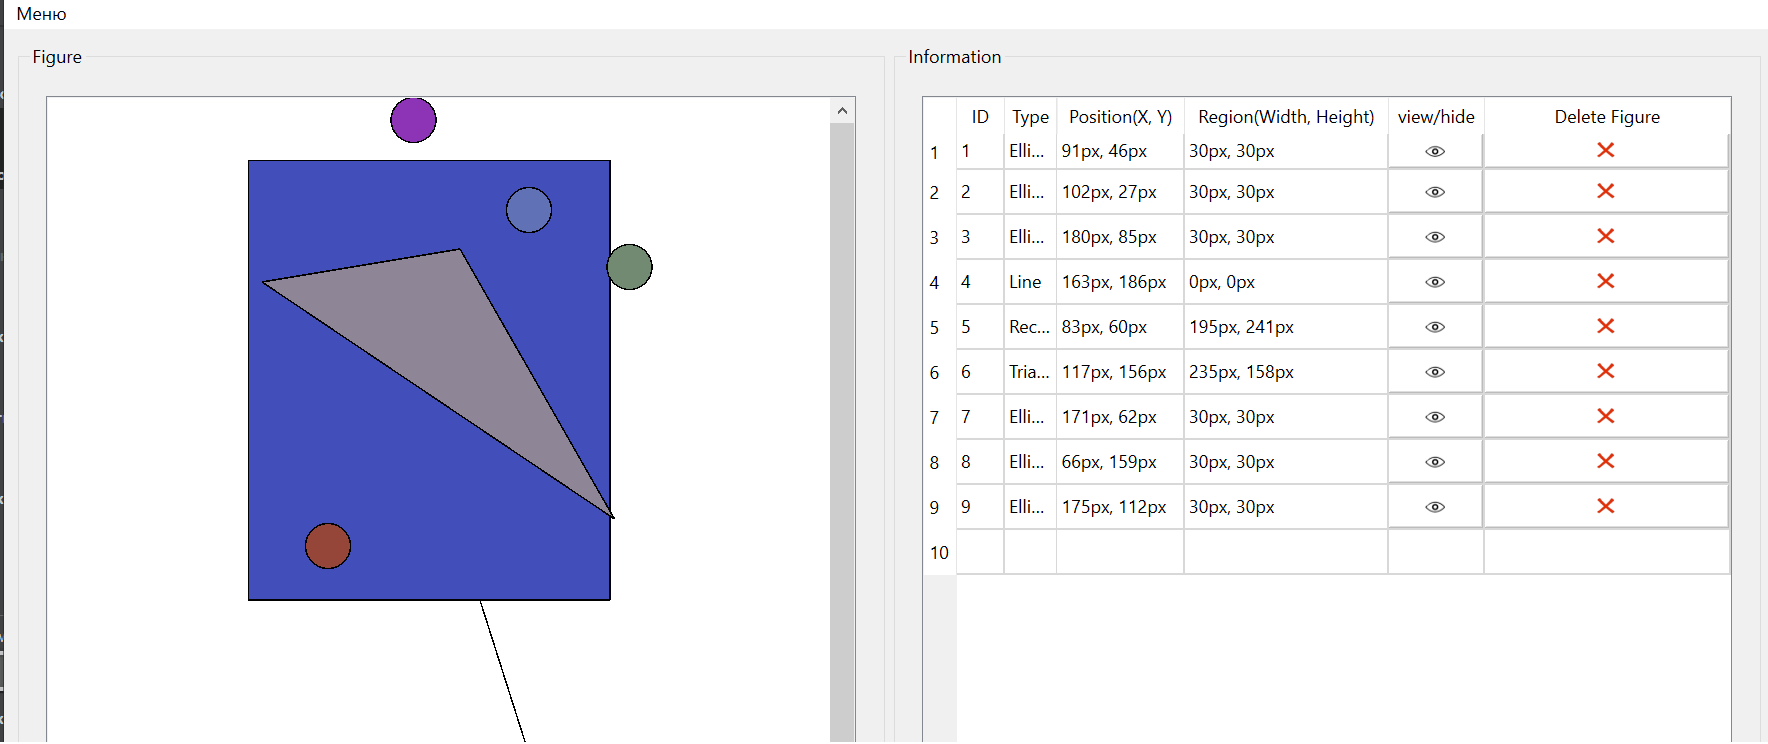 Меню
Figure
Information
ID Type Position(X, Y) Region(Width, Height) view/hide Delete Figure
1 1 Elli... 91px, 46px 30px, 30px
2 2 Elli... 102px, 27px 30px, 30px
3 3 Elli... 180px, 85px 30px, 30px
4 4 Line 163px, 186px 0px, 0px
5 5 Rec... 83px, 60px 195px, 241px
6 6 Tria... 117px, 156px 235px, 158px
7 7 Elli... 171px, 62px 30px, 30px
8 8 Elli... 66px, 159px 30px, 30px
9 9 Elli... 175px, 112px 30px, 30px
10